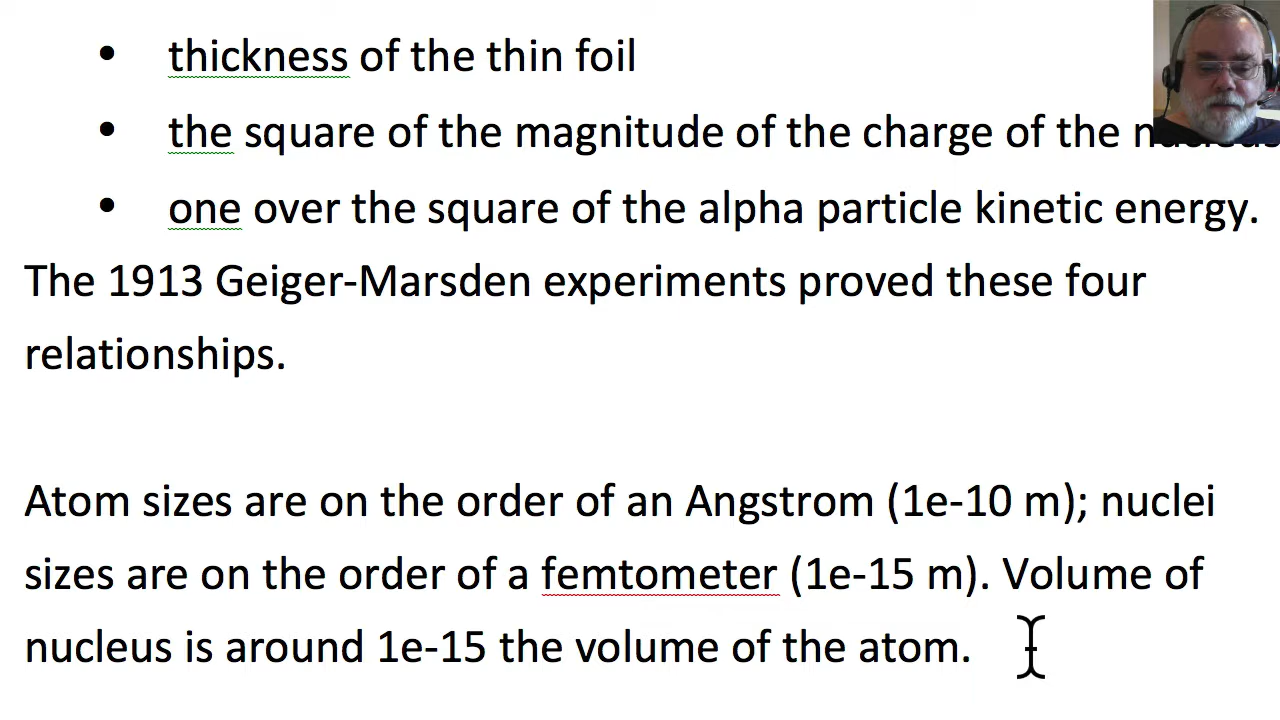 • thickness of the thin foil
• the square of the magnitude of the charge of the
• one over the square of the alpha particle kinetic energy.
The 1913 Geiger-Marsden experiments proved these four
relationships.
Atom sizes are on the order of an Angstrom (1e-10 m); nuclei
sizes are on the order of a femtometer (1e-15 m). Volume of
nucleus is around 1e-15 the volume of the atom.